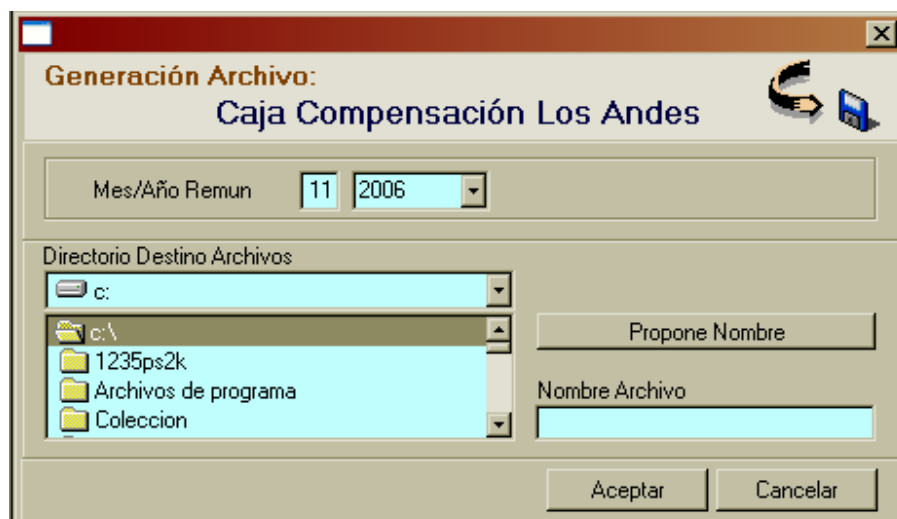 Generación Archivo:
Caja Compensación Los Andes
Mes/Año Remun 11 2006
Directorio Destino Archivos
c:
c:\
1235ps2k
Archivos de programa
Coleccion
Propone Nombre
Nombre Archivo
Aceptar Cancelar